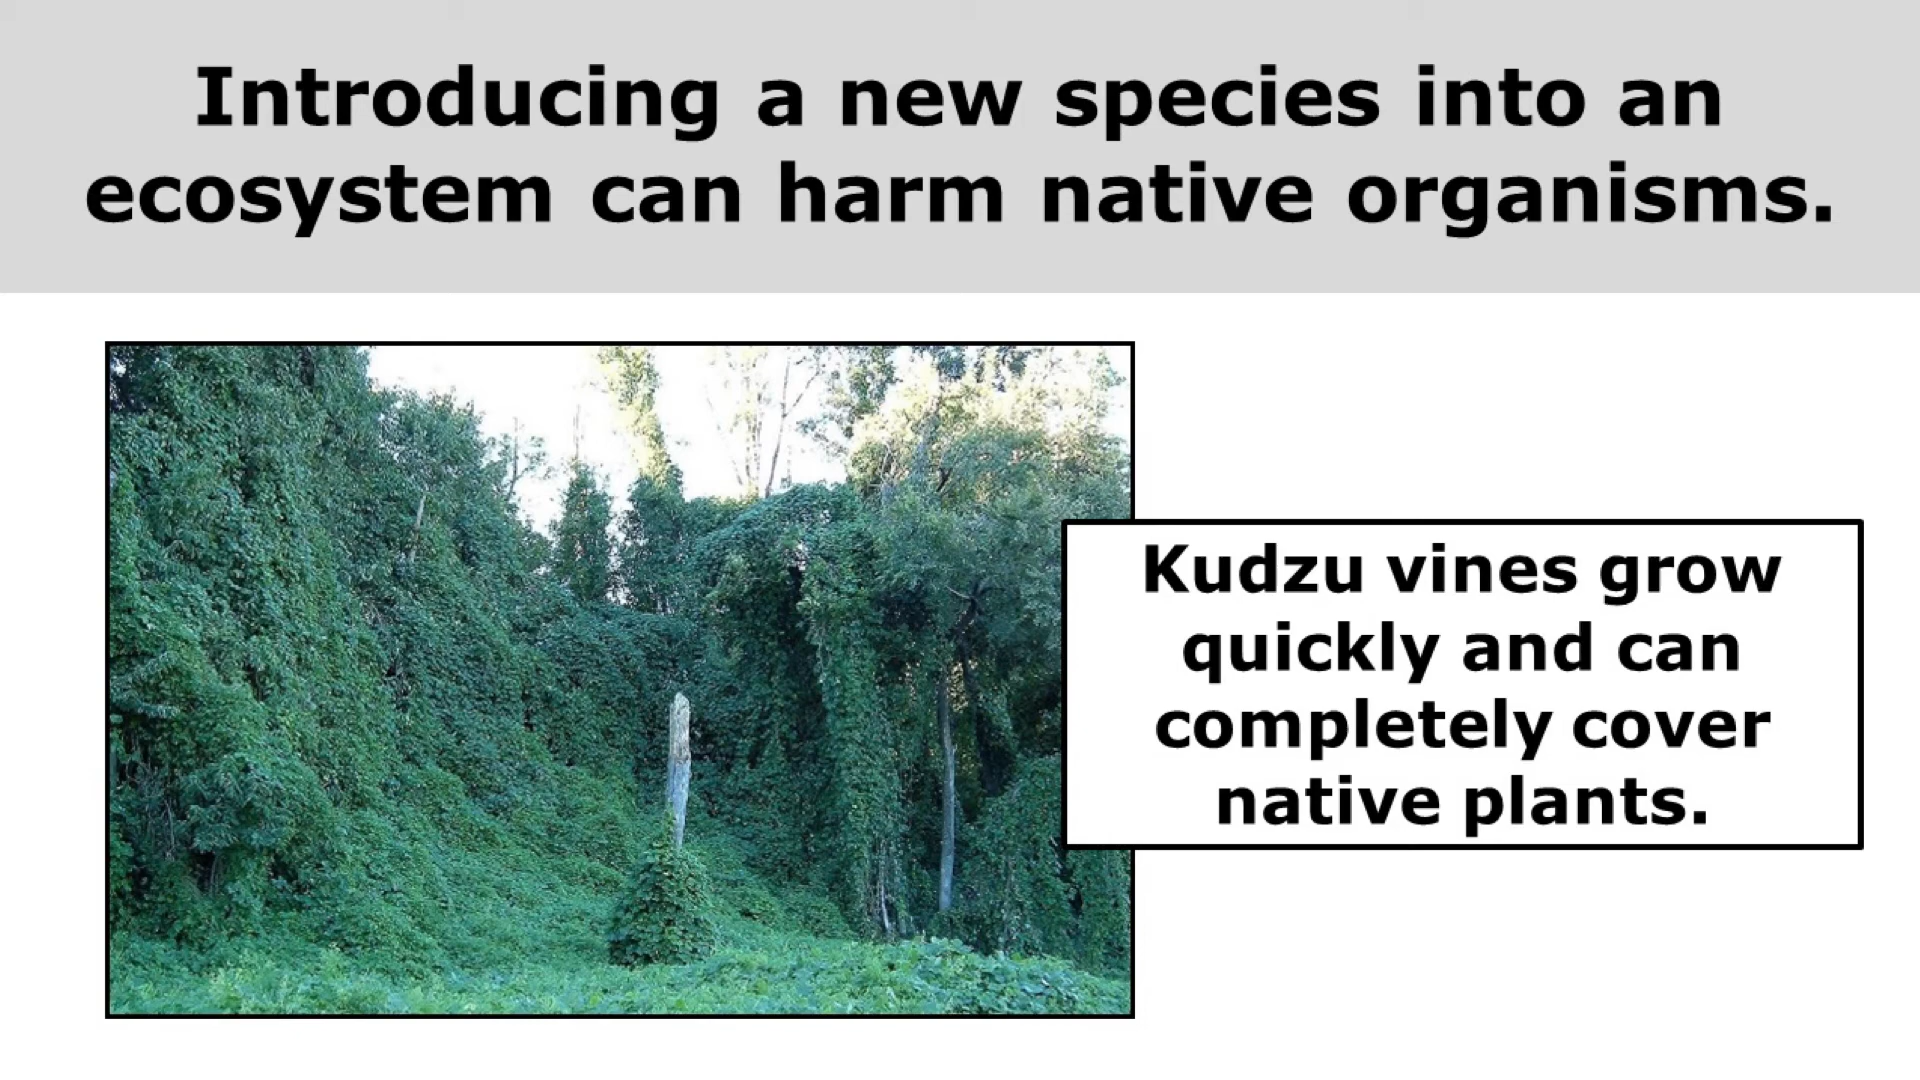 Introducing a new species into an
ecosystem can harm native organisms.
Kudzu vines grow
quickly and can
completely cover
native plants.